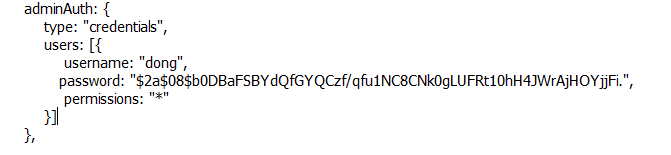 adminAuth: {
type: "credentials",
users: [{
username: "dong",
password: "$2a$08$b0DBaFSBYdQfGYQCzf/qfu1NC8CNk0gLUFRt10hH4JWrAjHOYjjFi.",
permissions: "*"
}]
},